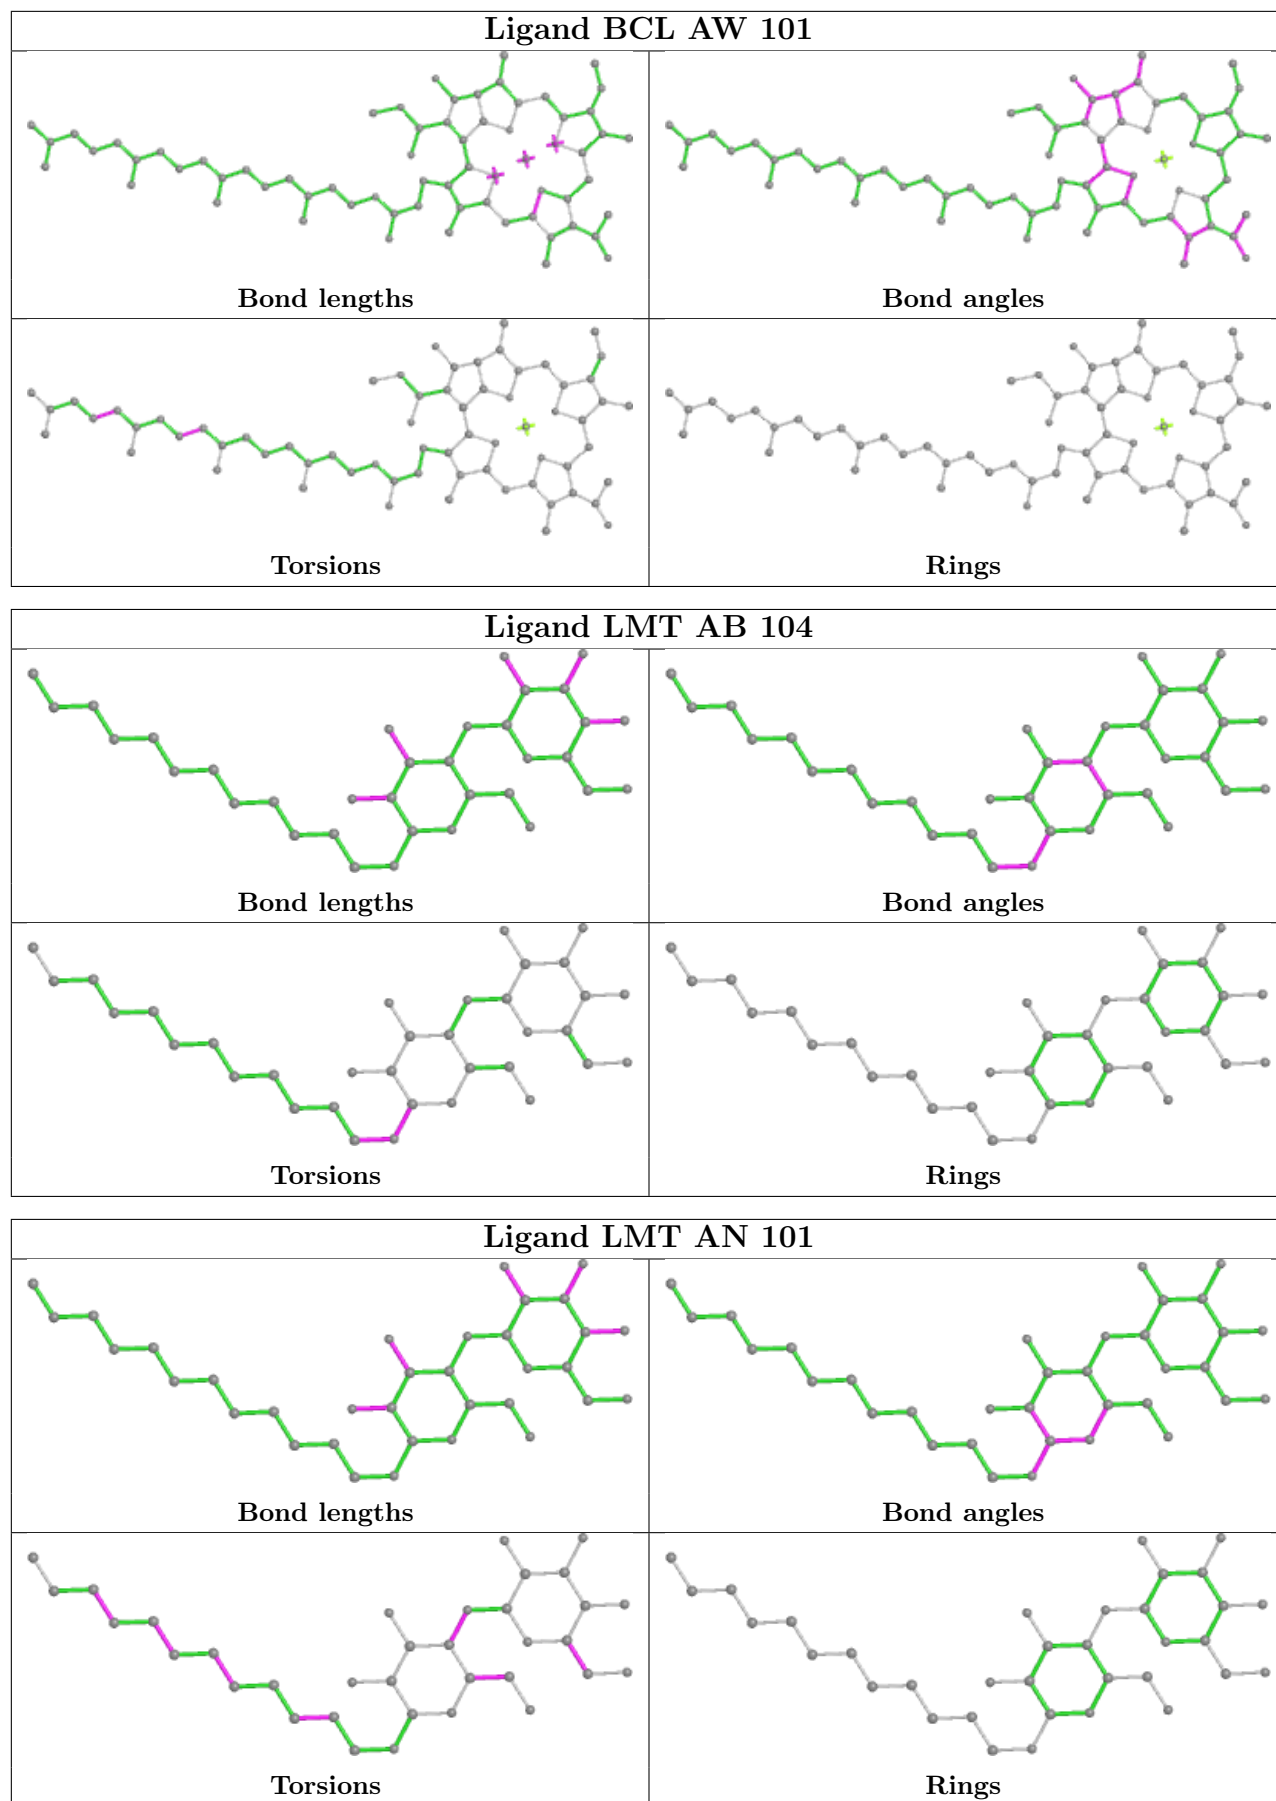 Ligand BCL AW 101
Bond lengths
Bond angles
Torsions
Rings
Ligand LMT AB 104
Bond lengths
Bond angles
Torsions
Rings
Ligand LMT AN 101
Bond lengths
Bond angles
Torsions
Rings